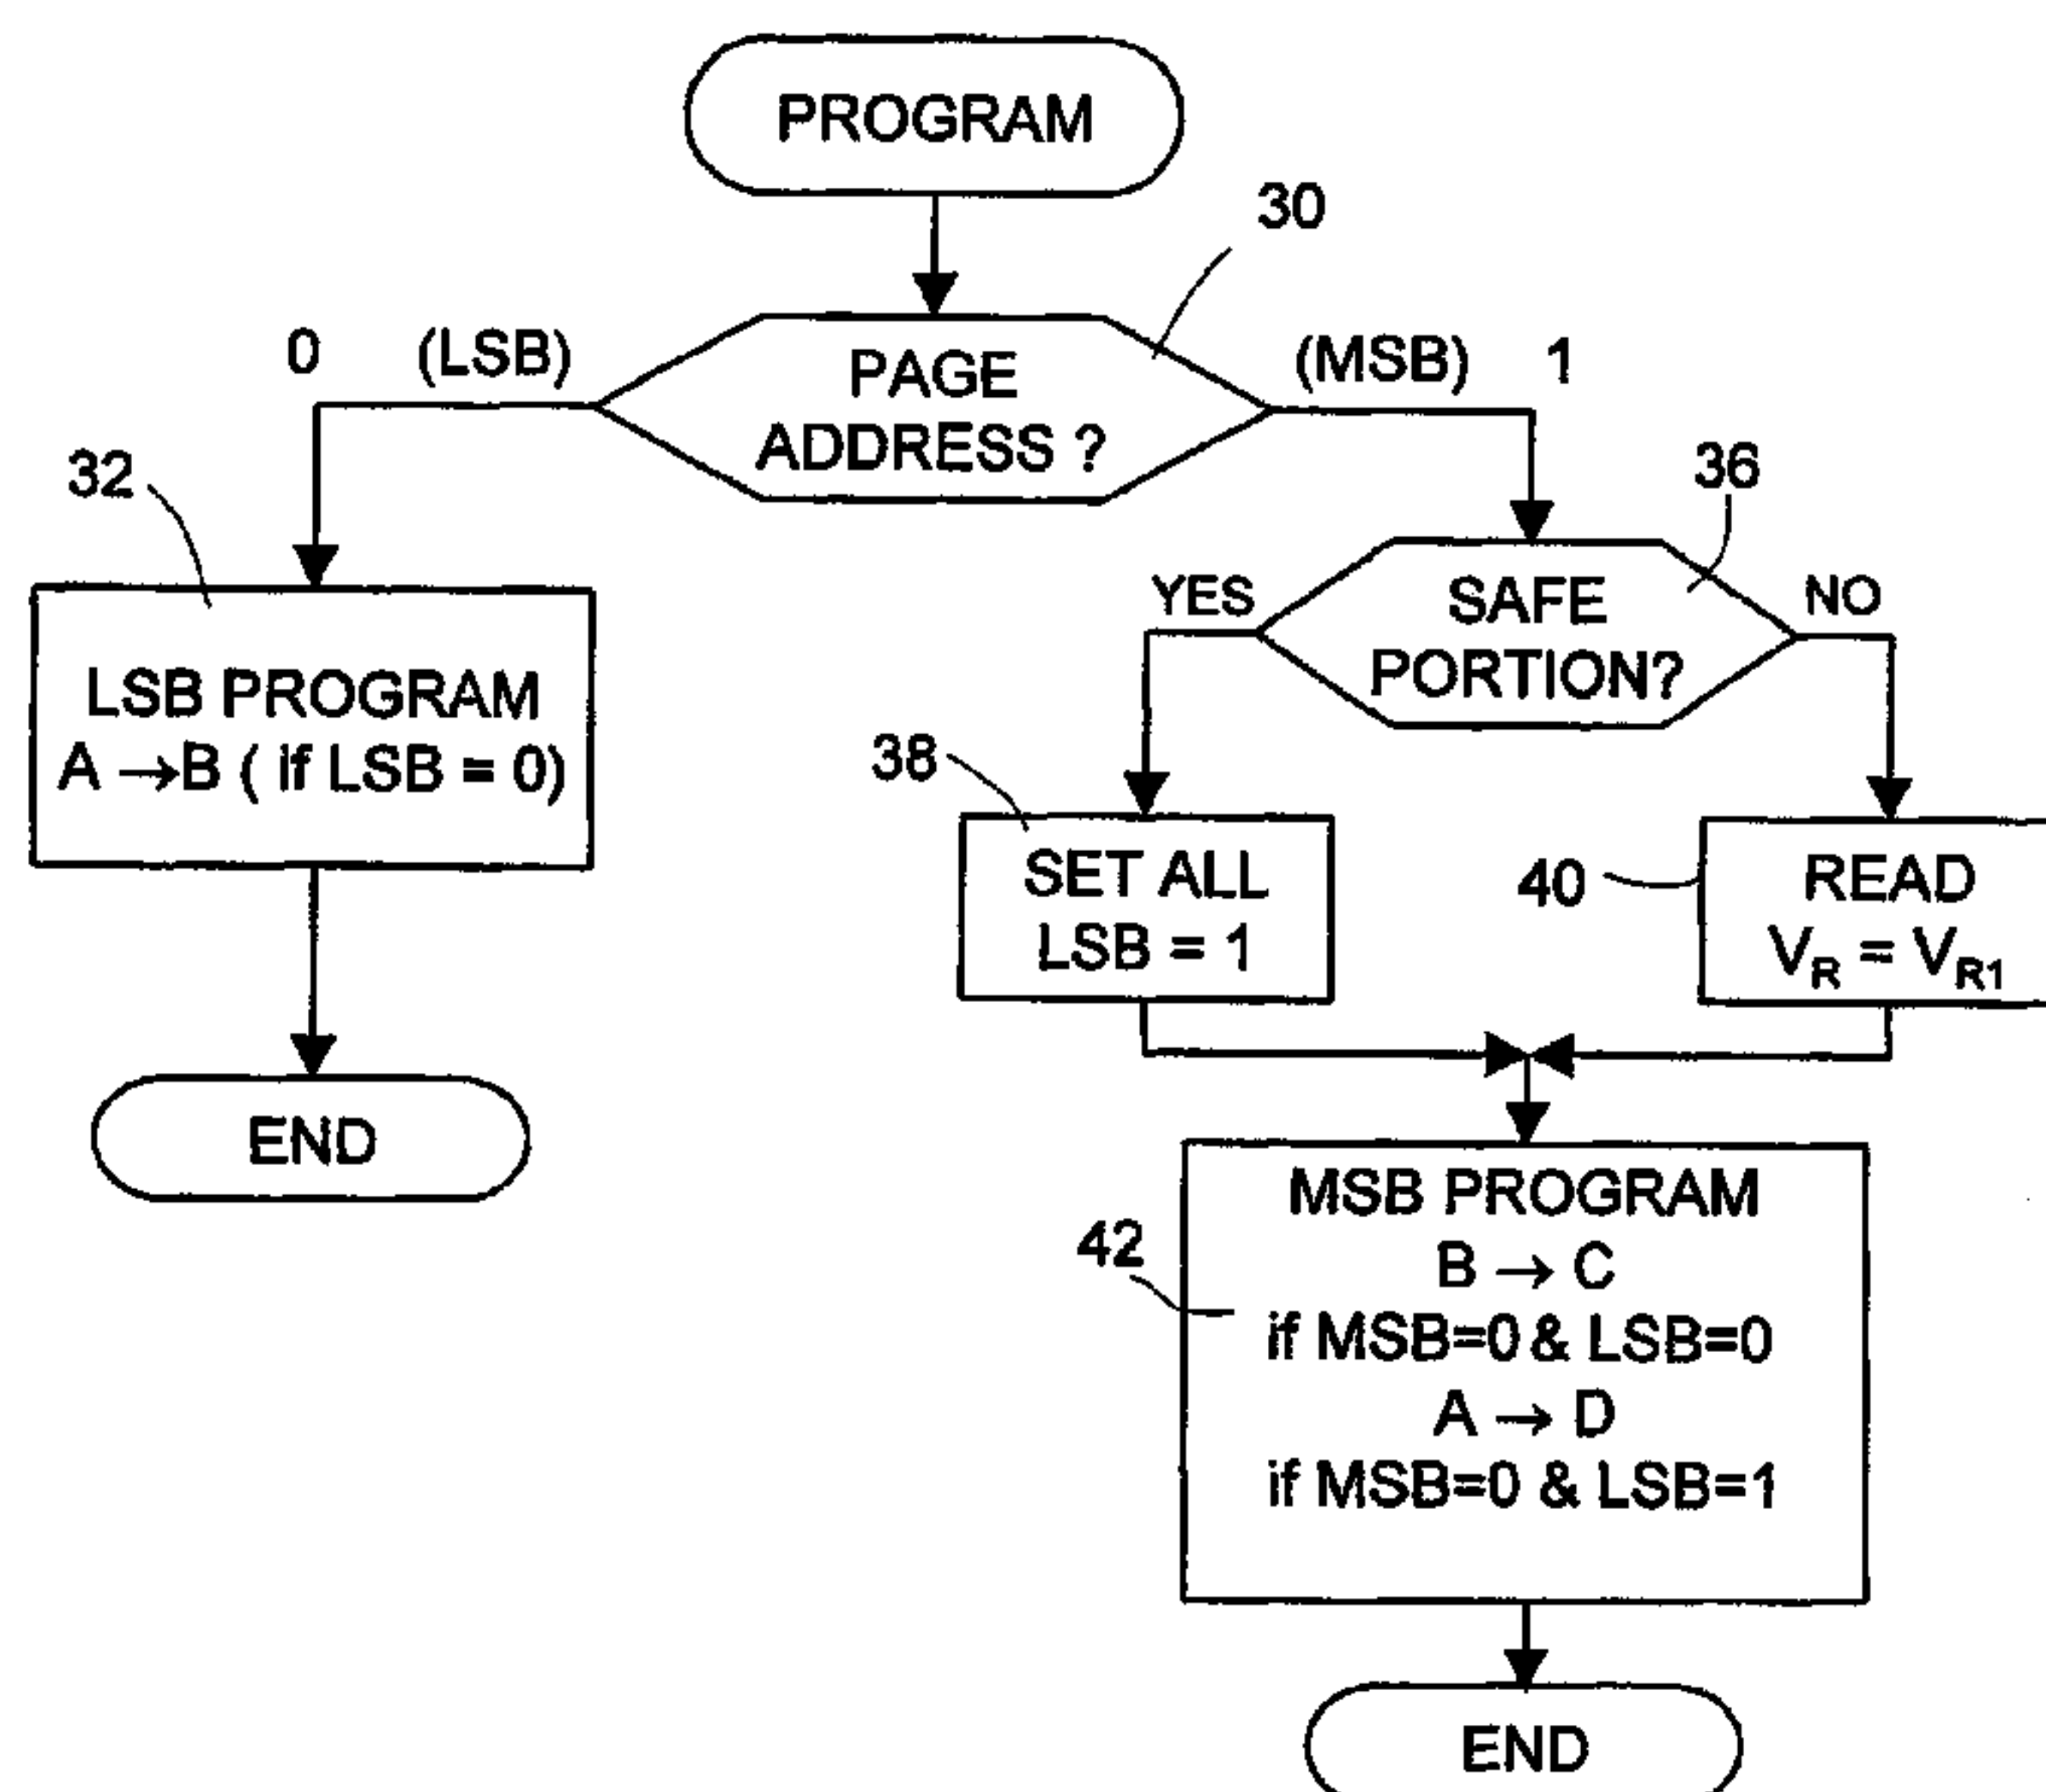 PROGRAM
30
0 (LSB)
PAGE
ADDRESS ?
(MSB) 1
32
LSB PROGRAM
A →B ( if LSB = 0)
END
36
YES
SAFE
PORTION?
NO
38
SET ALL
LSB = 1
40
READ
VR = VR1
42
MSB PROGRAM
B → C
if MSB=0 & LSB=0
A → D
if MSB=0 & LSB=1
END